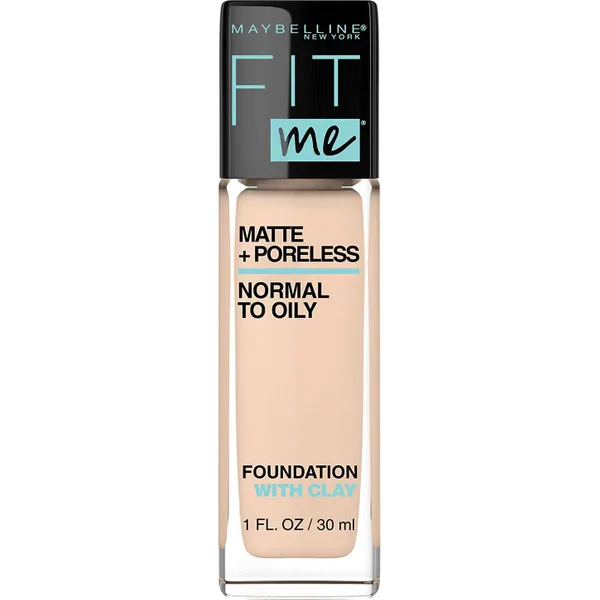 MAYBELLINE®
NEW YORK
FIT
me®
MATTE
+ PORELESS
NORMAL
TO OILY
FOUNDATION
WITH CLAY
1 FL. OZ / 30 ml